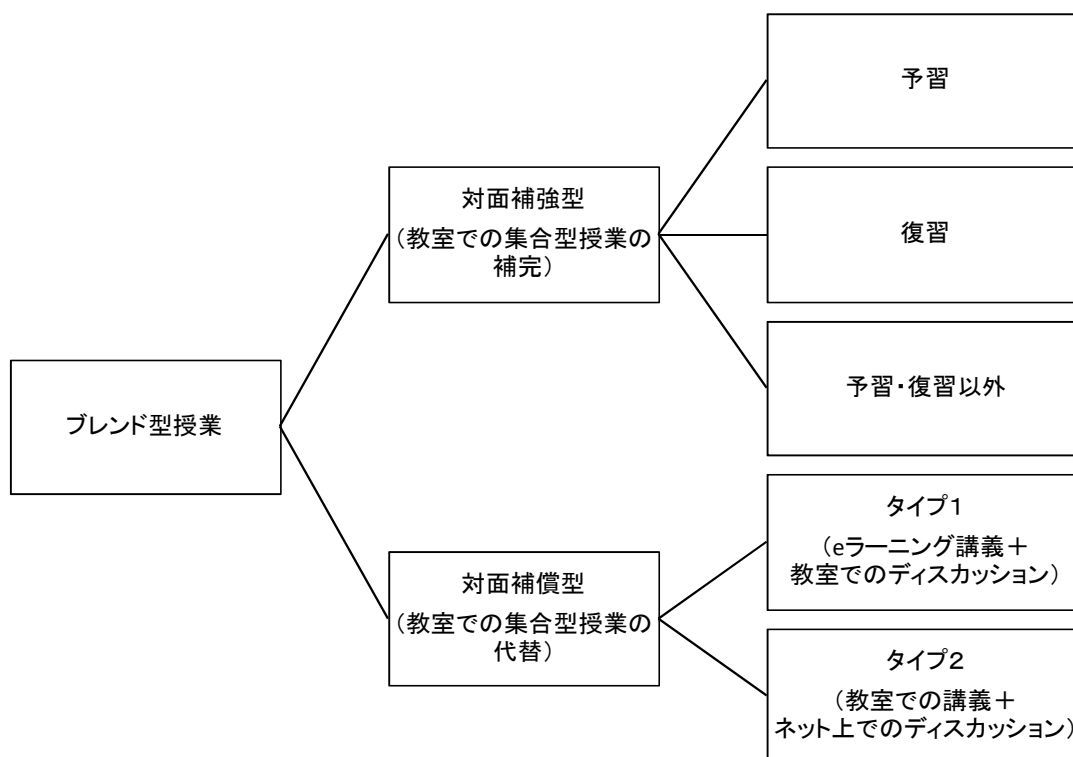 予習
対面補強型
（教室での集合型授業の
補完）
復習
予習・復習以外
ブレンド型授業
タイプ１
（eラーニング講義＋
教室でのディスカッション）
対面補償型
（教室での集合型授業の
代替）
タイプ２
（教室での講義＋
ネット上でのディスカッション）